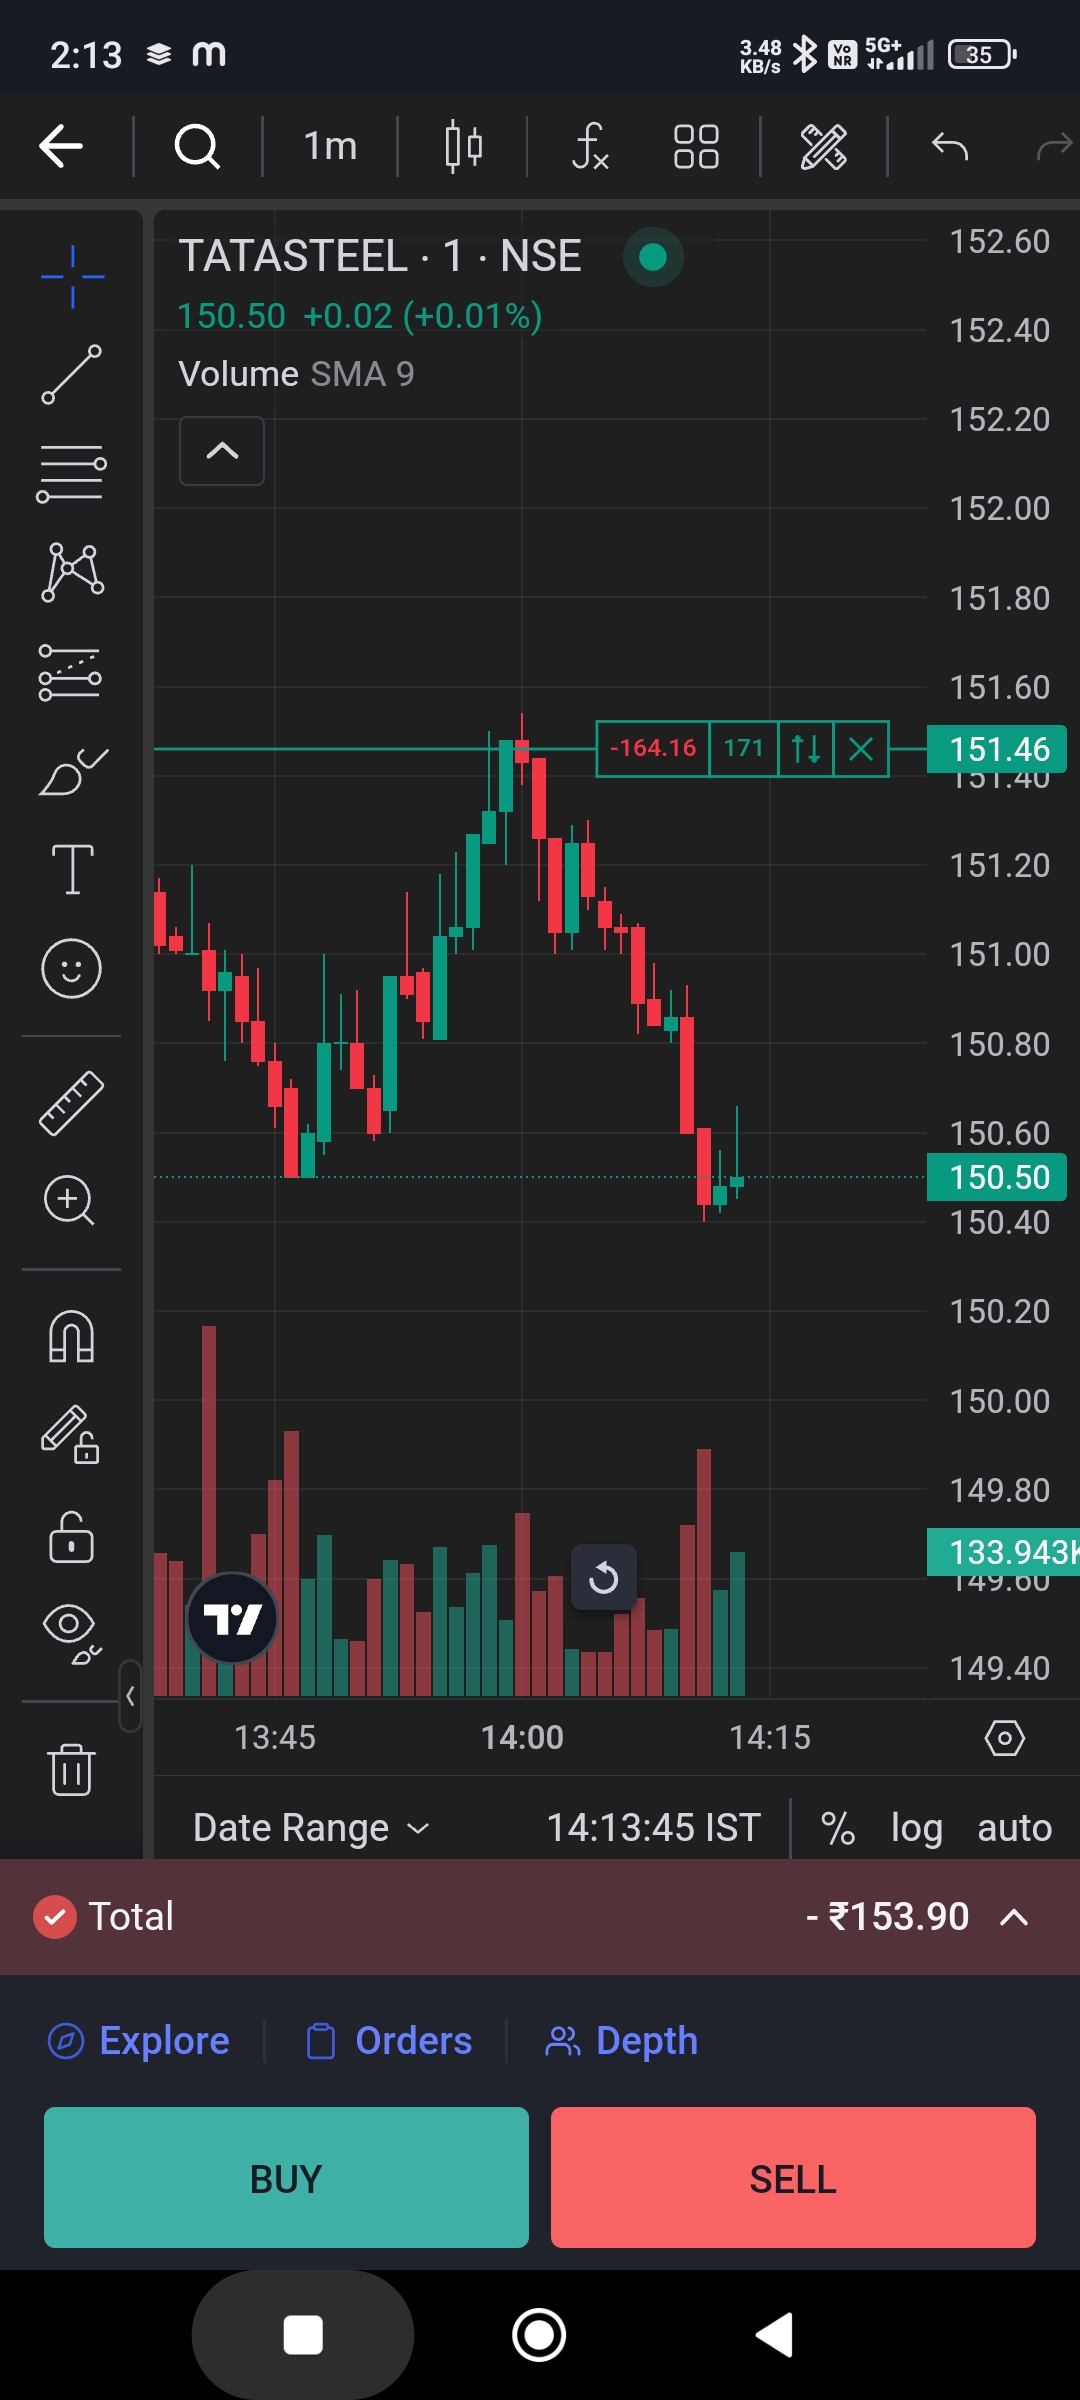 2:13
3.48 KB/s
Vo NR
5G+
35
1m
TATASTEEL · 1 · NSE
150.50 +0.02 (+0.01%)
Volume SMA 9
152.60
152.40
152.20
152.00
151.80
151.60
-164.16 171
151.46
151.40
151.20
151.00
150.80
150.60
150.50
150.40
150.20
150.00
149.80
133.943K
149.60
149.40
13:45 14:00 14:15
Date Range 14:13:45 IST % log auto
Total - ₹153.90
Explore Orders Depth
BUY SELL